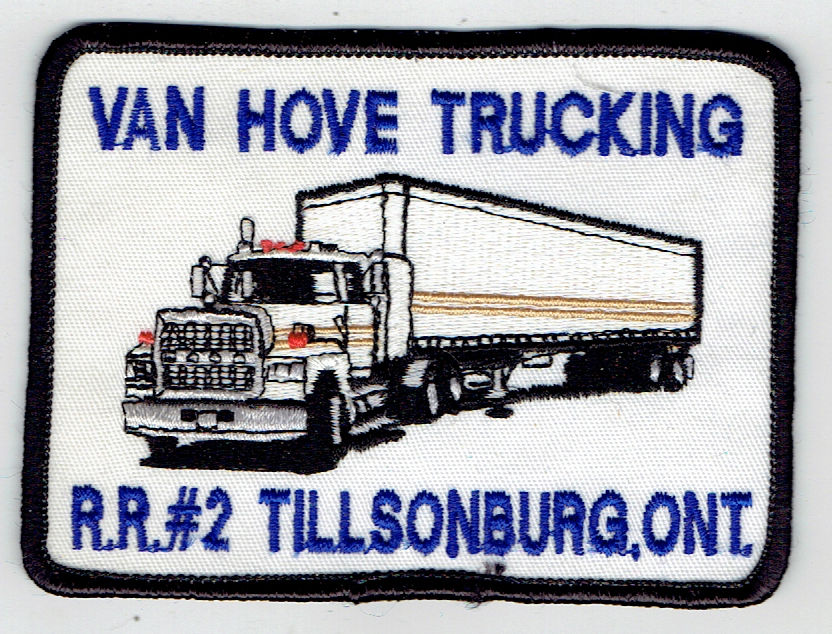 VAN HOVE TRUCKING
R.R.#2 TILLSONBURG,ONT.